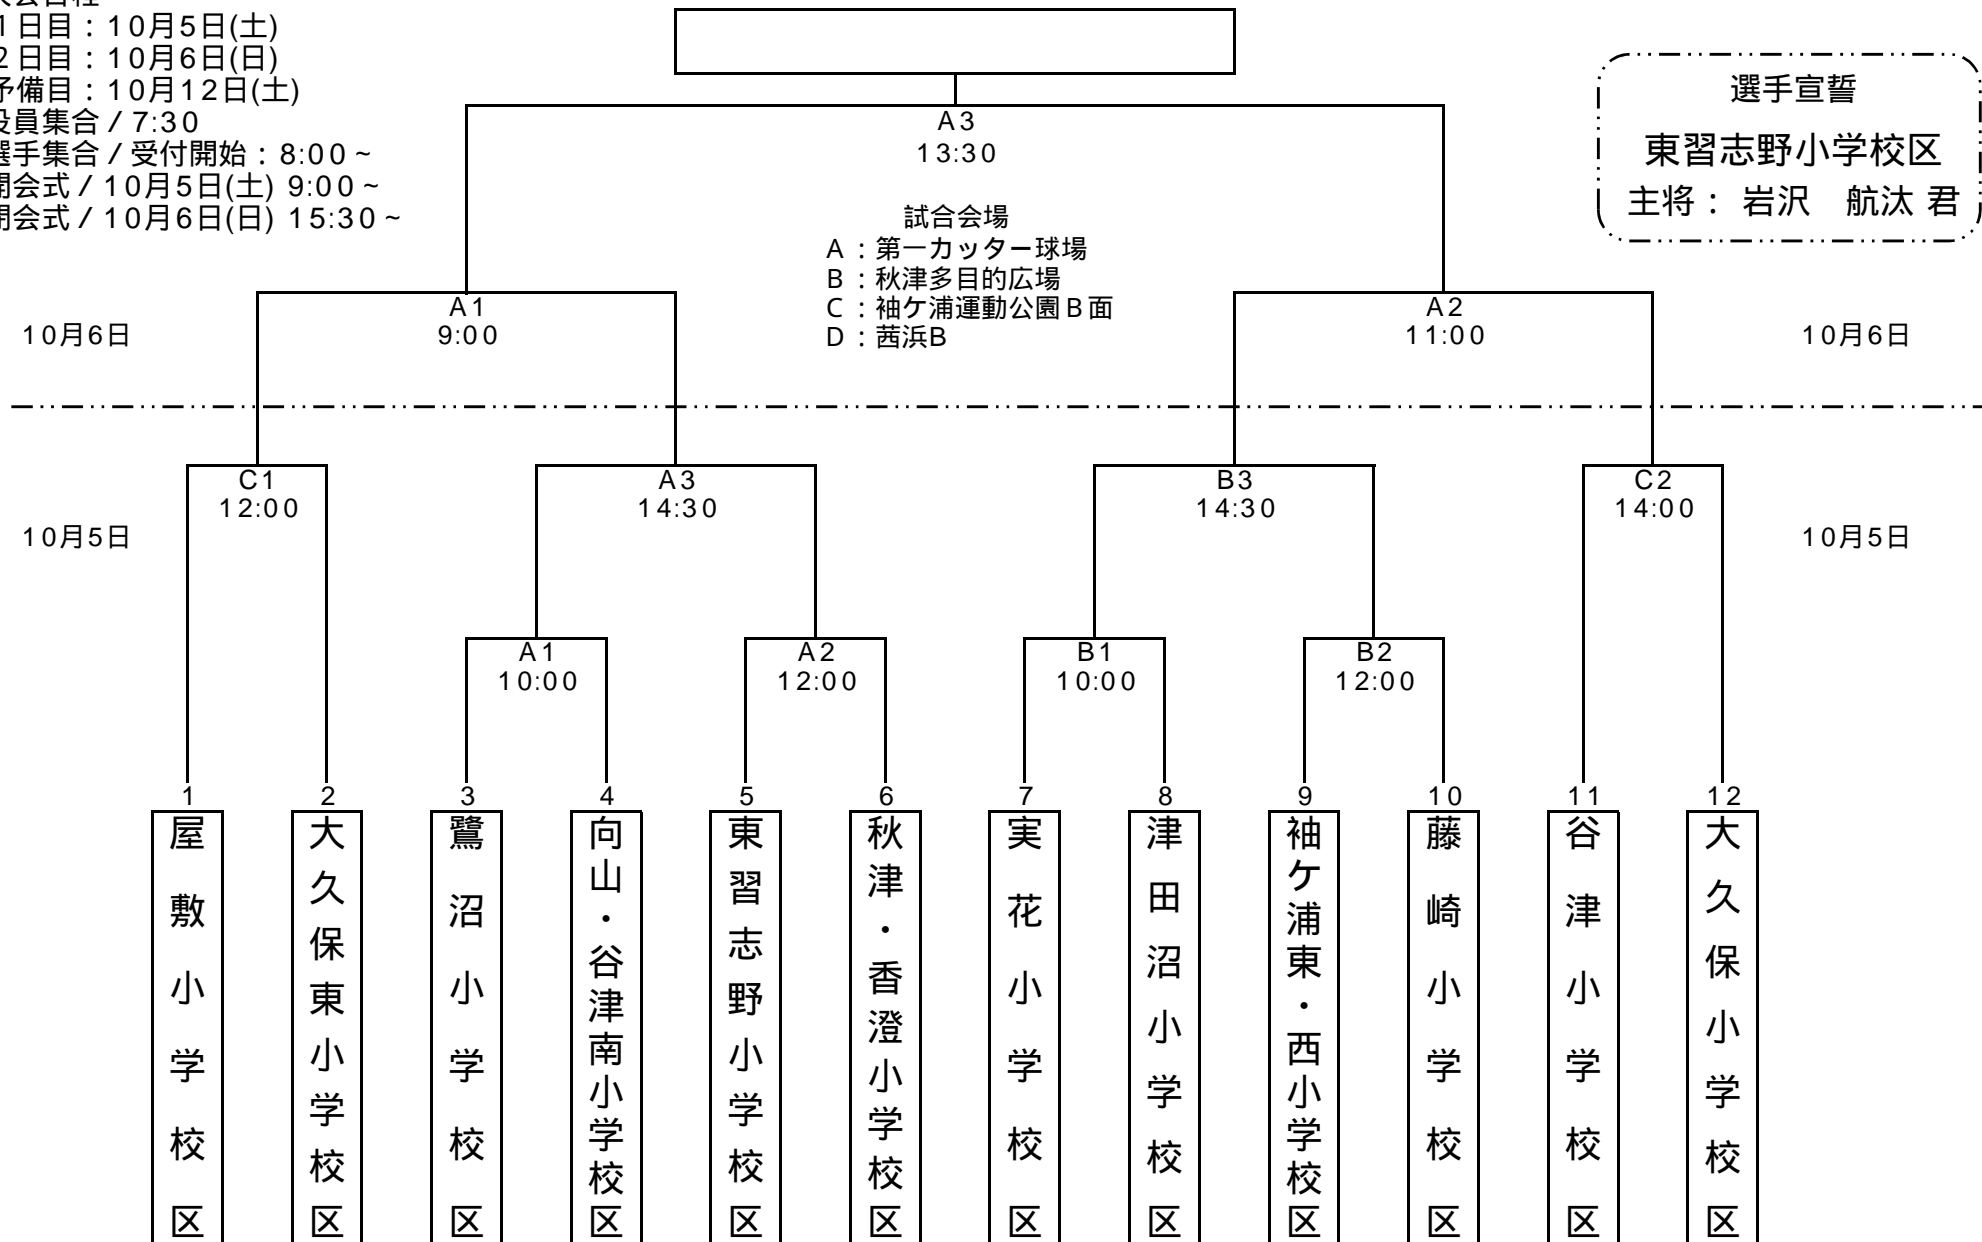 1日目：10月5日(土)
2日目：10月6日(日)
予備目：10月12日(土)
役員集合 / 7:30
選手集合 / 受付開始：8:00～
開会式 / 10月5日(土) 9:00～
閉会式 / 10月6日(日) 15:30～
選手宣誓
東習志野小学校区
主将： 岩沢　航汰 君
A3
13:30
試合会場
A：第一カッター球場
B：秋津多目的広場
C：袖ケ浦運動公園Ｂ面
D：茜浜B
10月6日
A1
9:00
A2
11:00
10月6日
10月5日
C1
12:00
A3
14:30
B3
14:30
C2
14:00
10月5日
A1
10:00
A2
12:00
B1
10:00
B2
12:00
1
屋敷小学校区
2
大久保東小学校区
3
鷺沼小学校区
4
向山・谷津南小学校区
5
東習志野小学校区
6
秋津・香澄小学校区
7
実花小学校区
8
津田沼小学校区
9
袖ケ浦東・西小学校区
10
藤崎小学校区
11
谷津小学校区
12
大久保小学校区